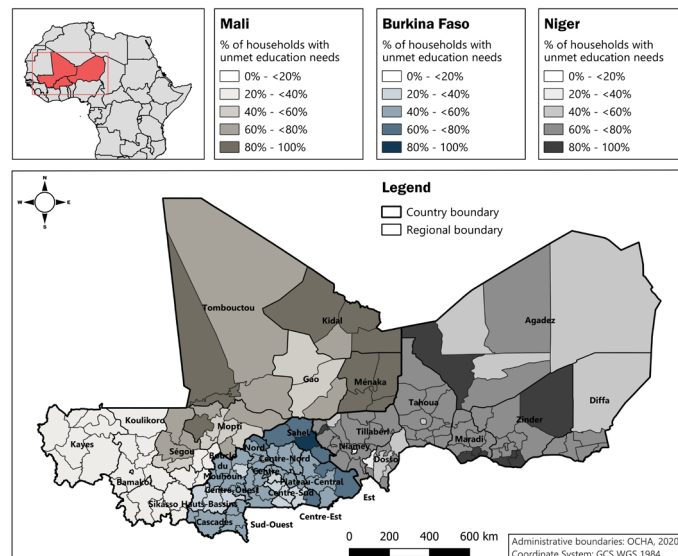 Mali
% of households with
unmet education needs
0% - <20%
20% - <40%
40% - <60%
60% - <80%
80% - 100%
Burkina Faso
% of households with
unmet education needs
0% - <20%
20% - <40%
40% - <60%
60% - <80%
80% - 100%
Niger
% of households with
unmet education needs
0% - <20%
20% - <40%
40% - <60%
60% - <80%
80% - 100%
N
W
E
S
Legend
Country boundary
Regional boundary
Tombouctou
Kidal
Agadez
Gao
Ménaka
Tahoua
Diffa
Koulikoro
Mopti
Zinder
Kayes
Sahel
Tillabéri
Maradi
Ségou
Nord
Niamey
Boucle
du
Mouhoun
Centre-Nord
Dosso
Bamako
Centre
Plateau-Central
Centre-Ouest
Centre-Sud
Est
Sikasso
Hauts-Bassins
Centre-Est
Cascades
Sud-Ouest
0 200 400 600 km
Administrative boundaries: OCHA, 2020
Coordinate System: GCS WGS 1984